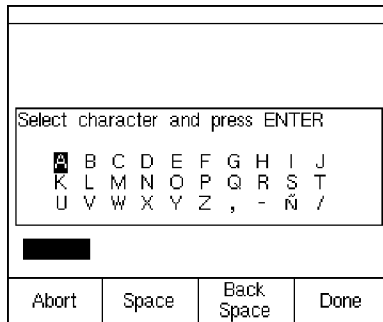 Select character and press ENTER
A B C D E F G H I J
K L M N O P Q R S T
U V W X Y Z , - Ñ /
Abort Space Back Space Done